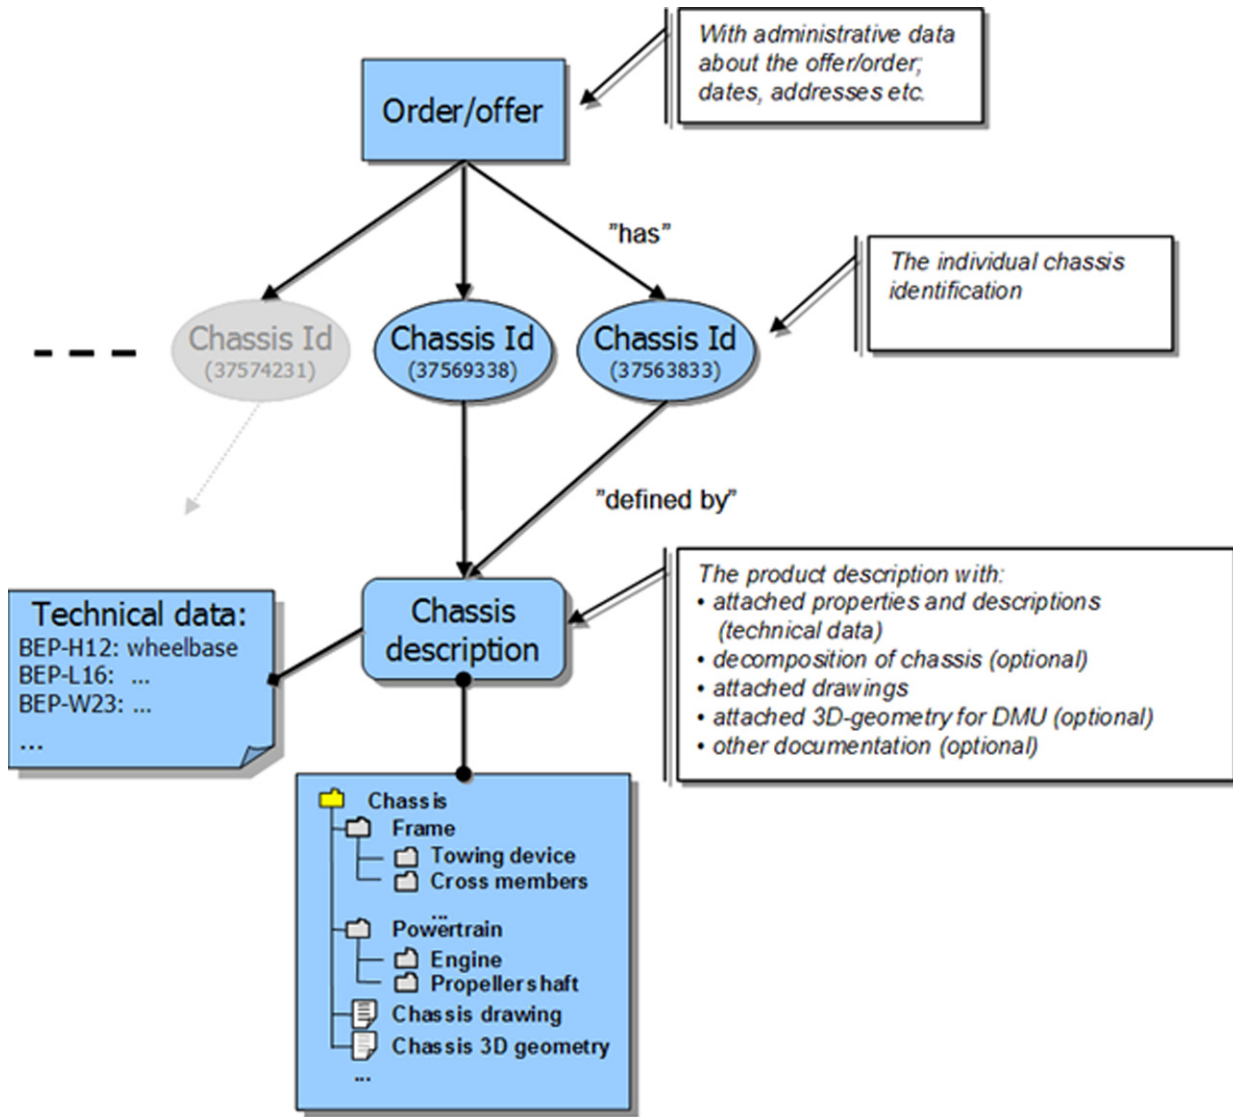 With administrative data
about the offer/order;
dates, addresses etc.
Order/offer
"has"
The individual chassis
identification
Chassis Id
(37574231)
Chassis Id
(37569338)
Chassis Id
(37563833)
"defined by"
The product description with:
• attached properties and descriptions
(technical data)
• decomposition of chassis (optional)
• attached drawings
• attached 3D-geometry for DMU (optional)
• other documentation (optional)
Chassis
description
Technical data:
BEP-H12: wheelbase
BEP-L16: ...
BEP-W23: ...
...
Chassis
Frame
Towing device
Cross members
...
Powertrain
Engine
Propellershaft
Chassis drawing
Chassis 3D geometry
...